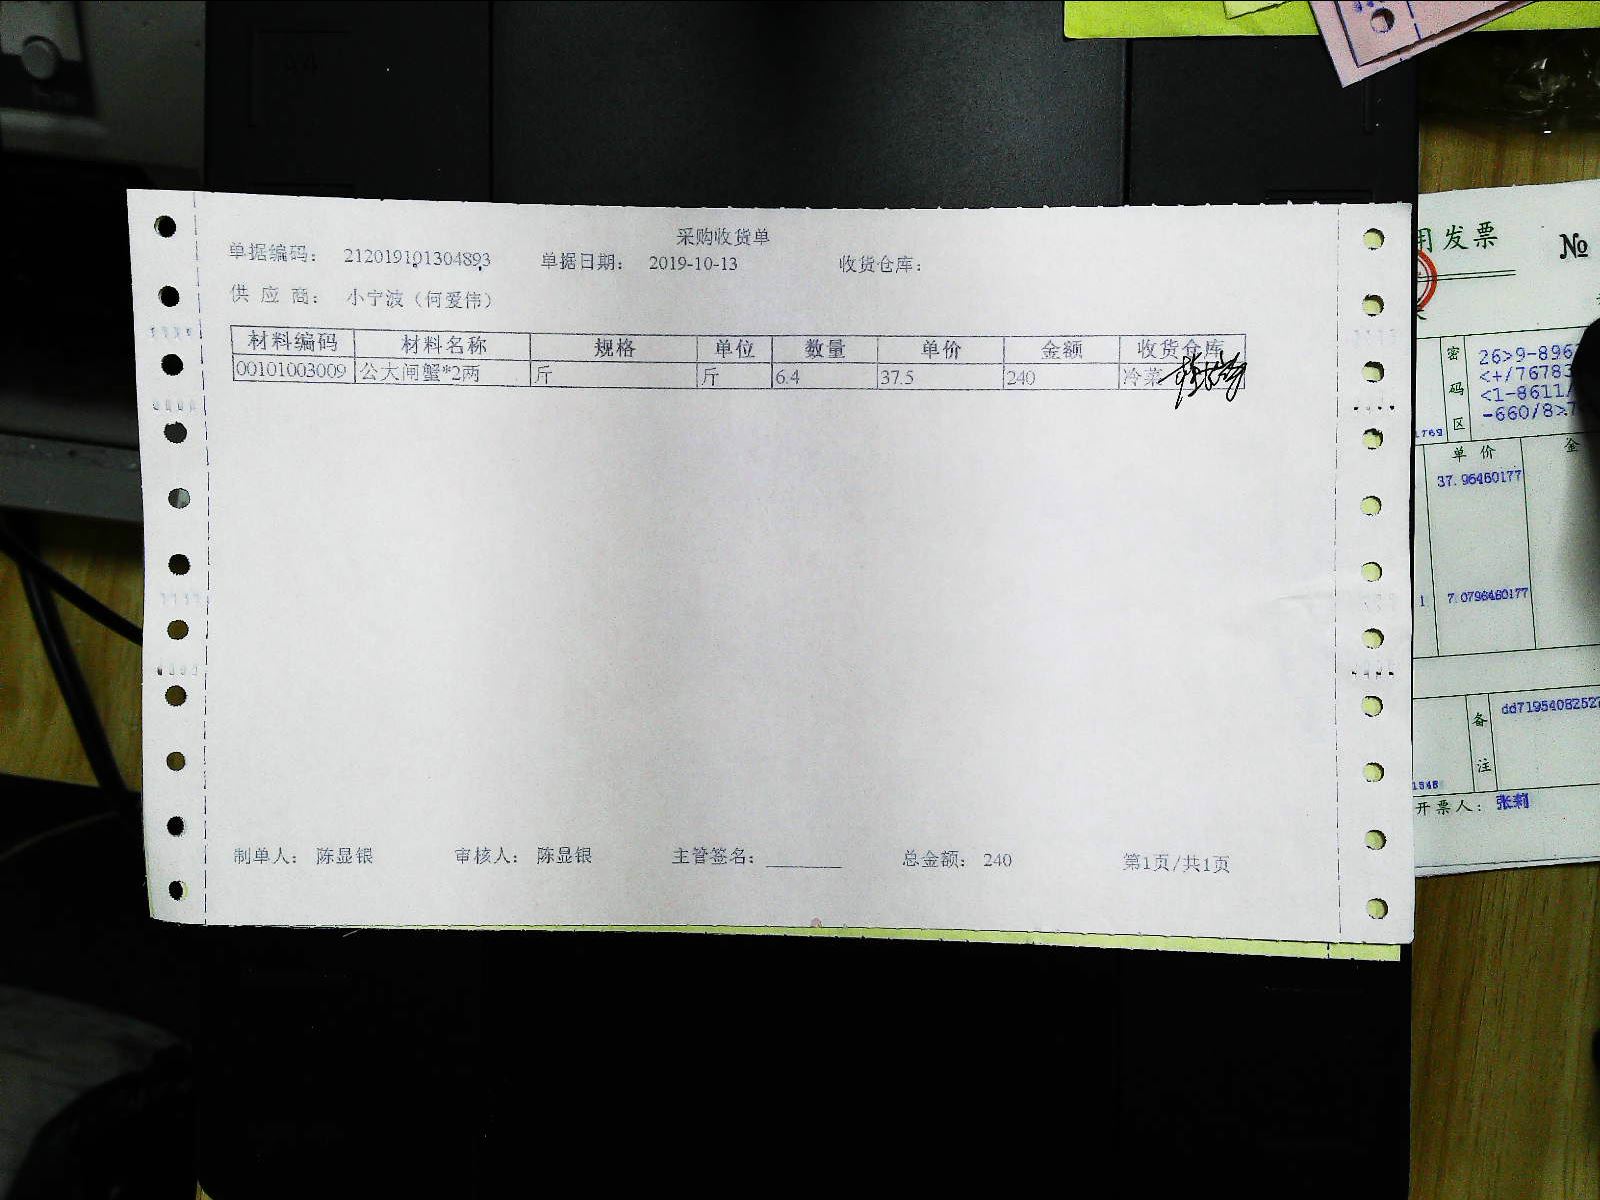 采购收货单
单据编码： 212019101304893 单据日期： 2019-10-13 收货仓库：
供 应 商： 小宁波（何爱伟）
材料编码 材料名称 规格 单位 数量 单价 金额 收货仓库
00101003009 公大闸蟹*2两 斤 斤 6.4 37.5 240 冷菜
制单人： 陈显银 审核人： 陈显银 主管签名： 总金额： 240 第1页/共1页
用发票 №
密码区
26>9-896
<+/76783
<1-8611/
-660/8>7
单价 金
37.96460177
1 7.0796460177
备注
dd7195408252
开票人： 张莉